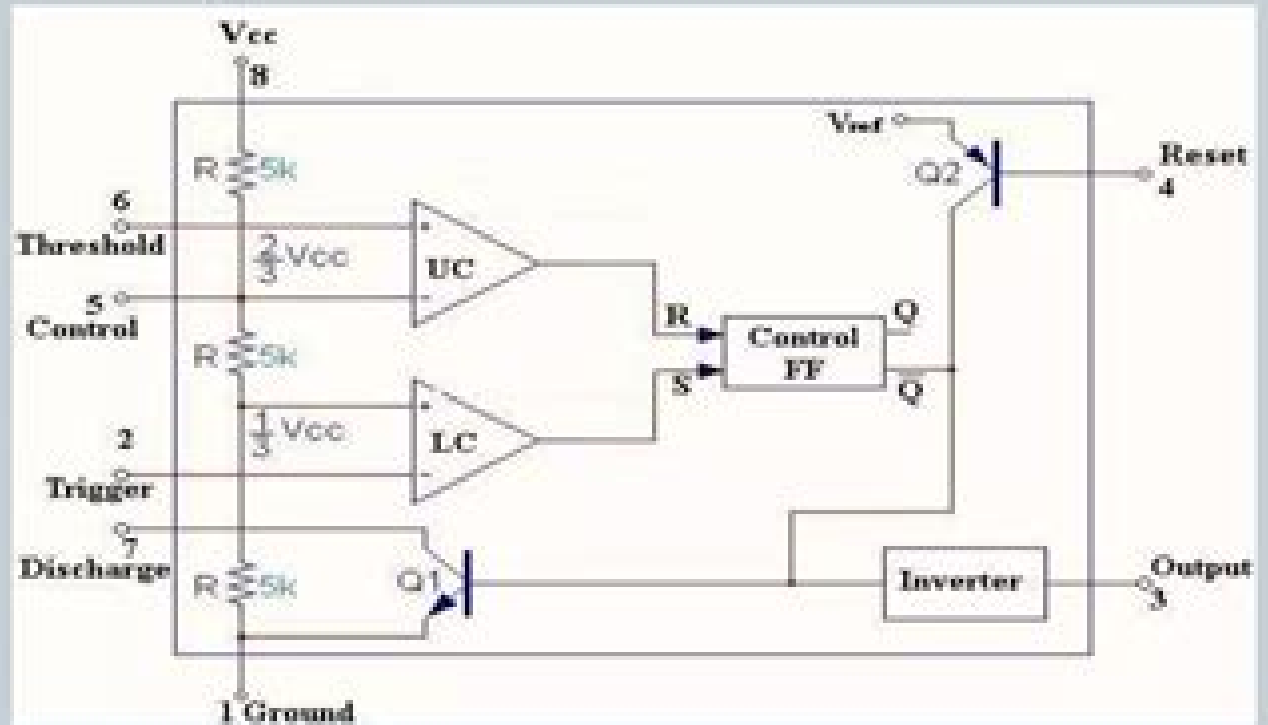 Vcc
8
Vref
Reset
4
Q2
R 5k
6
Threshold
2/3 Vcc
UC
5
Control
R
Q
Control
FF
S
Q̅
R 5k
1/3 Vcc
LC
2
Trigger
7
Discharge
R 5k
Q1
Inverter
Output
3
1 Ground